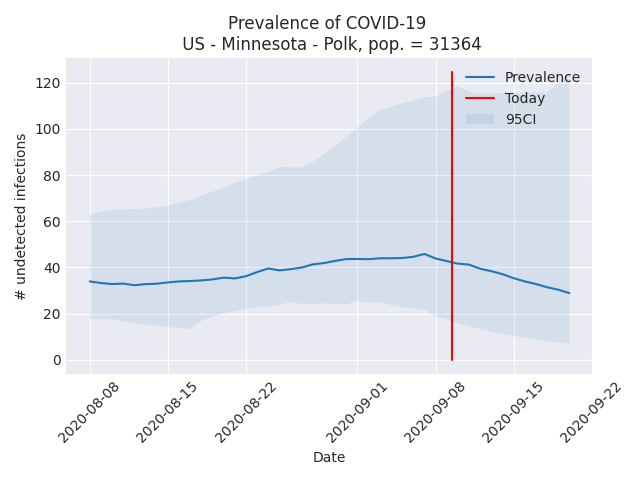 Prevalence of COVID-19
US - Minnesota - Polk, pop. = 31364
Prevalence
Today
95CI
# undetected infections
120
100
80
60
40
20
0
2020-08-08
2020-08-15
2020-08-22
2020-09-01
2020-09-08
2020-09-15
2020-09-22
Date